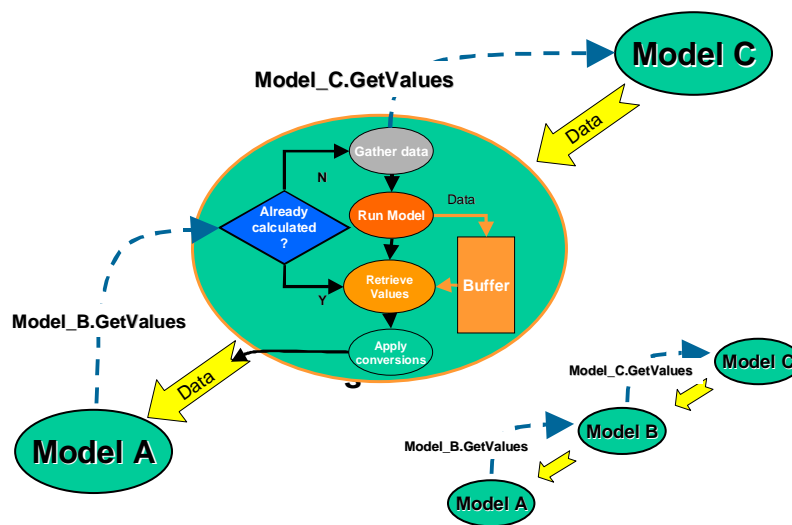 Model C
Model_C.GetValues
Data
Gather data
N
Data
Already
calculated
?
Run Model
Retrieve
Values
Buffer
Y
Model_B.GetValues
Apply
conversions
Data
Model A
Model C
Model_C.GetValues
Model B
Model_B.GetValues
Model A